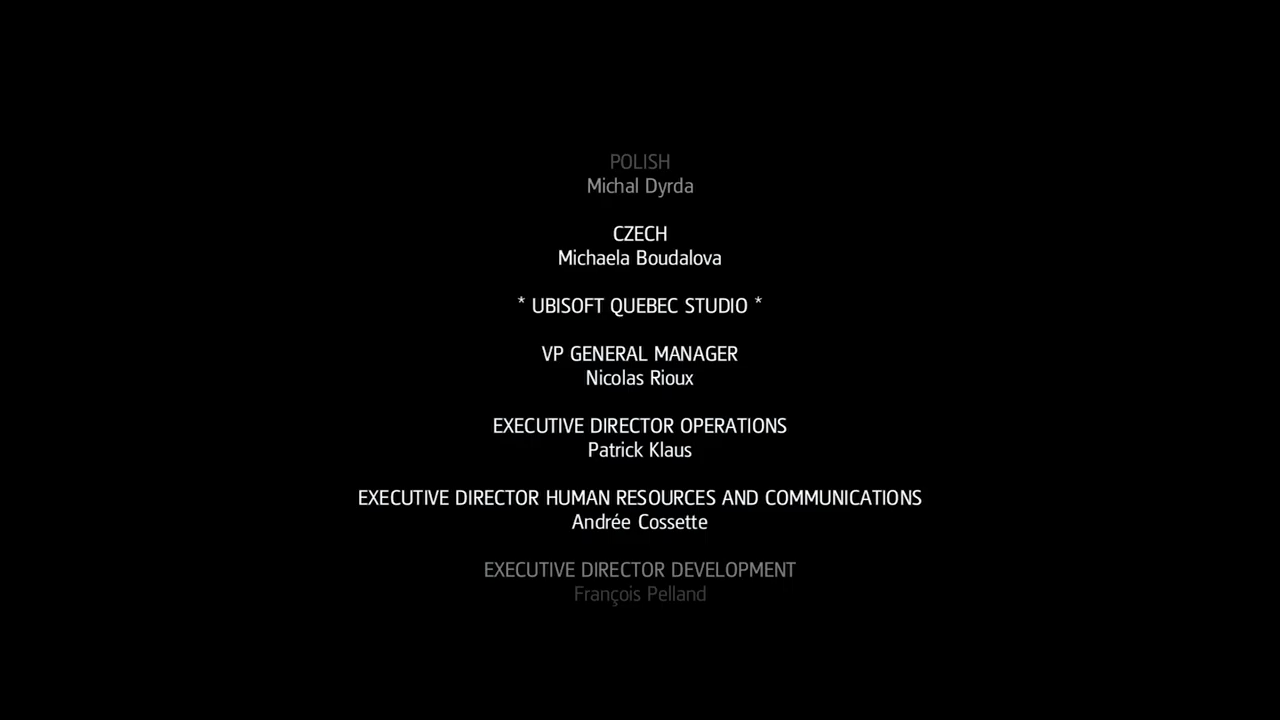 POLISH
Michal Dyrda
CZECH
Michaela Boudalova
* UBISOFT QUEBEC STUDIO *
VP GENERAL MANAGER
Nicolas Rioux
EXECUTIVE DIRECTOR OPERATIONS
Patrick Klaus
EXECUTIVE DIRECTOR HUMAN RESOURCES AND COMMUNICATIONS
Andrée Cossette
EXECUTIVE DIRECTOR DEVELOPMENT
François Pelland